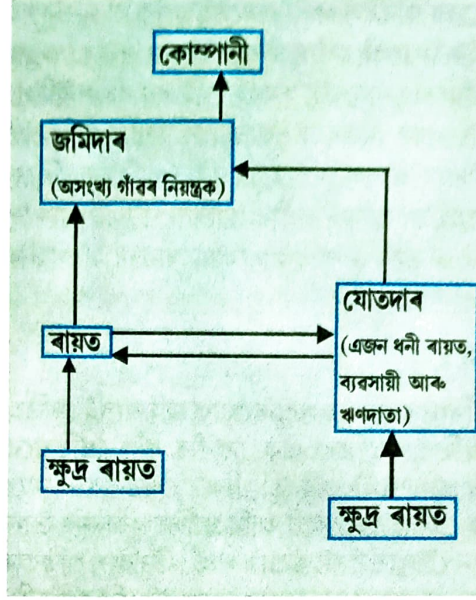 কোম্পানী
জমিদাৰ
(অসংখ্য গাঁৱৰ নিয়ন্ত্ৰক)
যোতদাৰ
(এজন ধনী ৰায়ত,
ব্যৱসায়ী আৰু
ঋণদাতা)
ৰায়ত
ক্ষুদ্ৰ ৰায়ত
ক্ষুদ্ৰ ৰায়ত